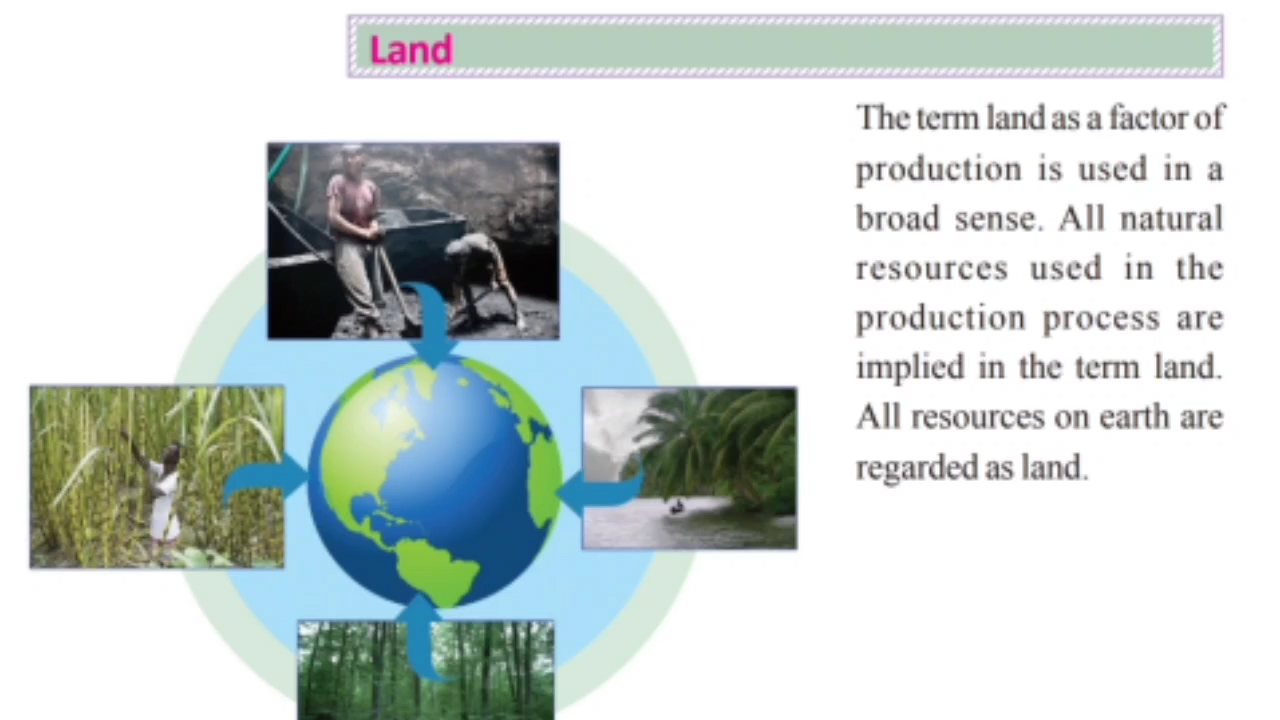 Land
The term land as a factor of
production is used in a
broad sense. All natural
resources used in the
production process are
implied in the term land.
All resources on earth are
regarded as land.